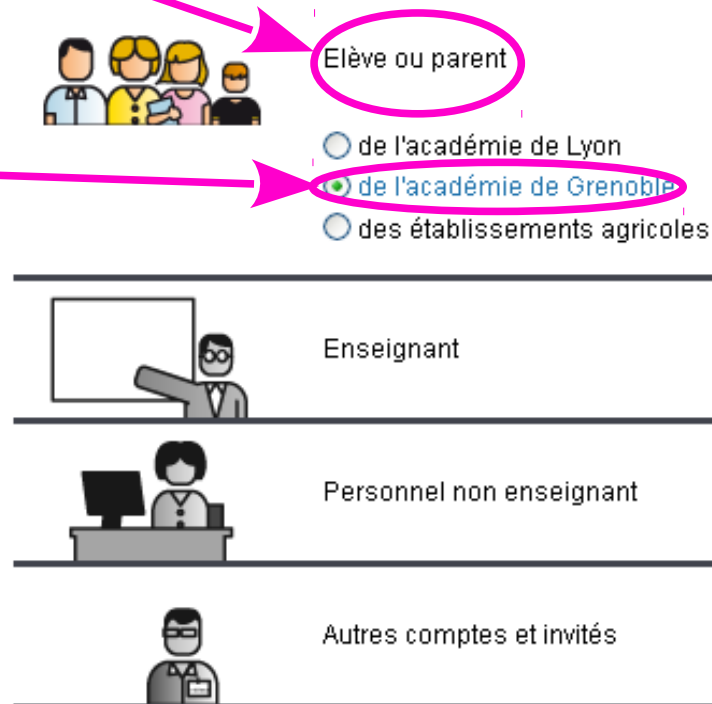 Elève ou parent
de l'académie de Lyon
de l'académie de Grenoble
des établissements agricoles
Enseignant
Personnel non enseignant
Autres comptes et invités